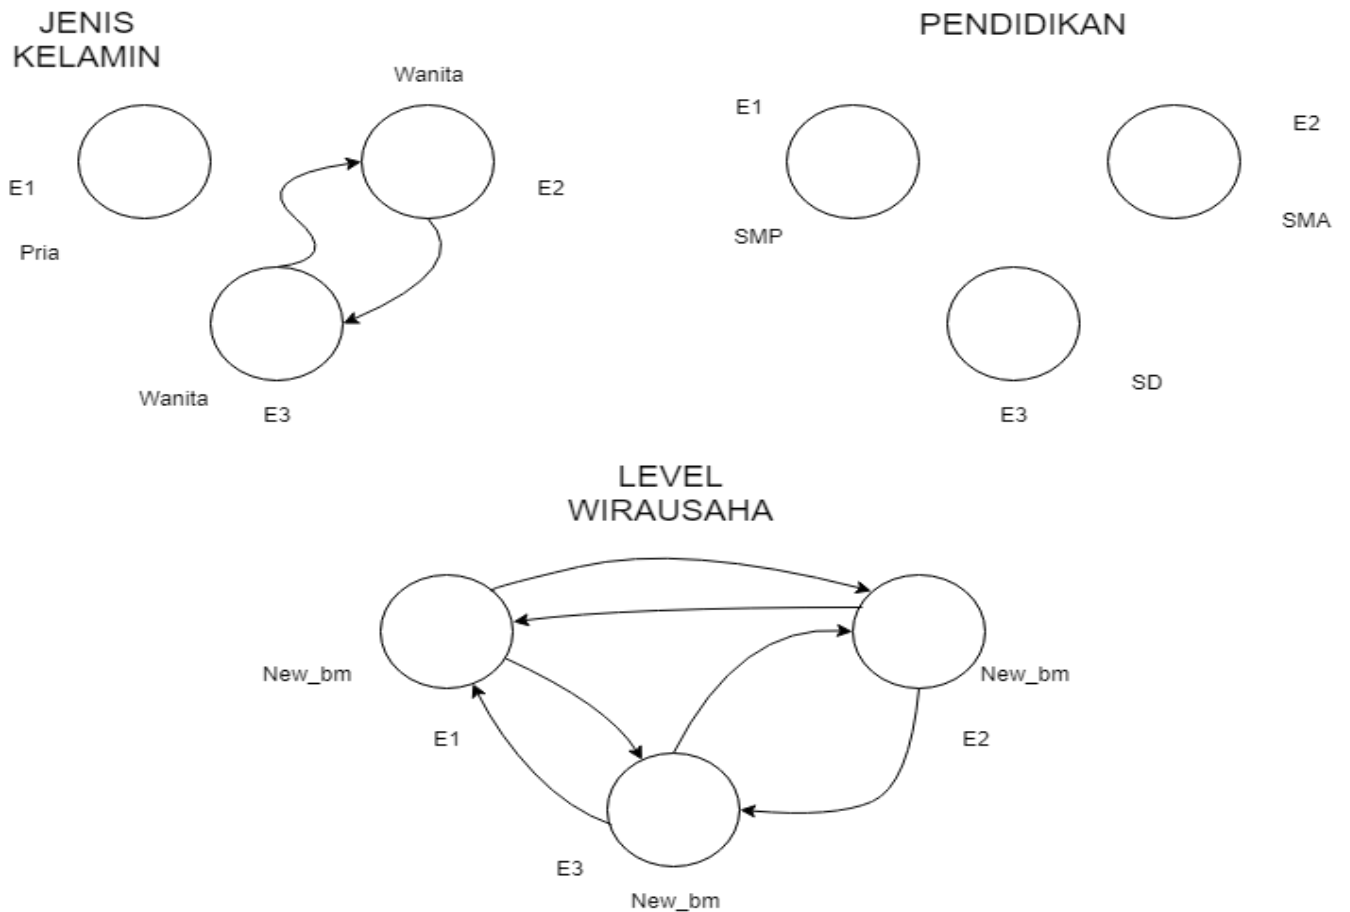 JENIS
KELAMIN
Wanita
E1
E2
Pria
Wanita
E3
PENDIDIKAN
E1
E2
SMP
SMA
SD
E3
LEVEL
WIRAUSAHA
New_bm
New_bm
E1
E2
E3
New_bm